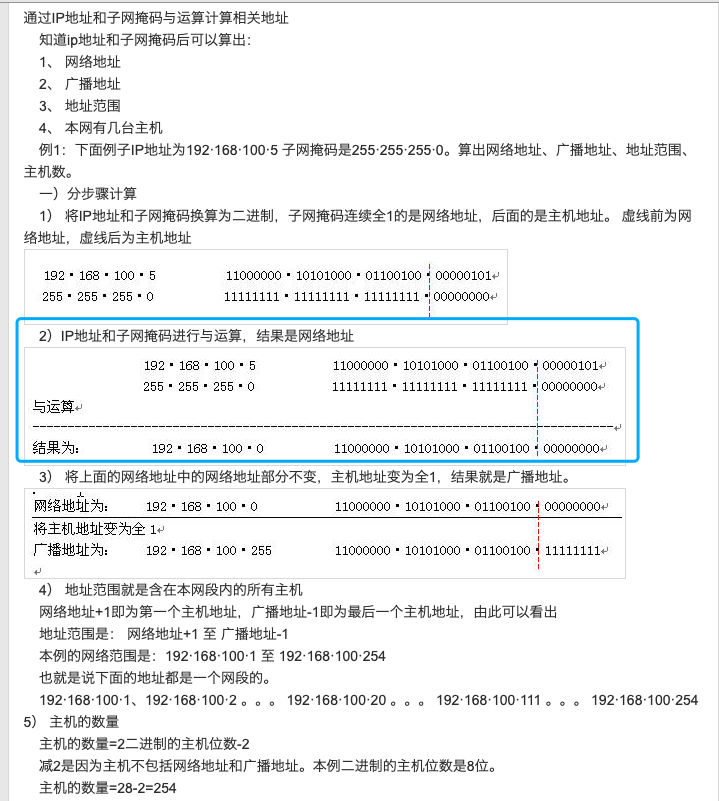 通过IP地址和子网掩码与运算计算相关地址
知道ip地址和子网掩码后可以算出：
1、 网络地址
2、 广播地址
3、 地址范围
4、 本网有几台主机
例1：下面例子IP地址为192·168·100·5 子网掩码是255·255·255·0。算出网络地址、广播地址、地址范围、
主机数。
一）分步骤计算
1） 将IP地址和子网掩码换算为二进制，子网掩码连续全1的是网络地址，后面的是主机地址。 虚线前为网
络地址，虚线后为主机地址
192·168·100·5 11000000·10101000·01100100·00000101
255·255·255·0 11111111·11111111·11111111·00000000
2）IP地址和子网掩码进行与运算，结果是网络地址
192·168·100·5 11000000·10101000·01100100·00000101
255·255·255·0 11111111·11111111·11111111·00000000
与运算
结果为： 192·168·100·0 11000000·10101000·01100100·00000000
3） 将上面的网络地址中的网络地址部分不变，主机地址变为全1，结果就是广播地址。
网络地址为： 192·168·100·0 11000000·10101000·01100100·00000000
将主机地址变为全1
广播地址为： 192·168·100·255 11000000·10101000·01100100·11111111
4） 地址范围就是含在本网段内的所有主机
网络地址+1即为第一个主机地址，广播地址-1即为最后一个主机地址，由此可以看出
地址范围是： 网络地址+1 至 广播地址-1
本例的网络范围是：192·168·100·1 至 192·168·100·254
也就是说下面的地址都是一个网段的。
192·168·100·1、192·168·100·2 。。。 192·168·100·20 。。。 192·168·100·111 。。。 192·168·100·254
5） 主机的数量
主机的数量=2二进制的主机位数-2
减2是因为主机不包括网络地址和广播地址。本例二进制的主机位数是8位。
主机的数量=28-2=254